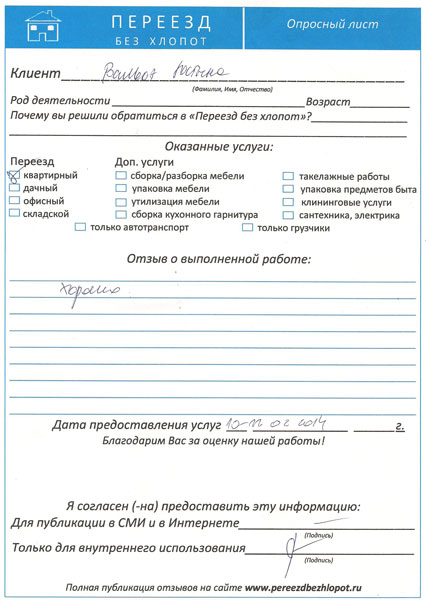 ПЕРЕЕЗД
БЕЗ ХЛОПОТ
Опросный лист
Клиент
(Фамилия, Имя, Отчество)
Род деятельности Возраст
Почему вы решили обратиться в «Переезд без хлопот»?
Оказанные услуги:
Переезд Доп. услуги
квартирный сборка/разборка мебели такелажные работы
дачный упаковка мебели упаковка предметов быта
офисный утилизация мебели клининговые услуги
складской сборка кухонного гарнитура сантехника, электрика
только автотранспорт только грузчики
Отзыв о выполненной работе:
хорошо
Дата предоставления услуг 10-12 02 2014 г.
Благодарим Вас за оценку нашей работы!
Я согласен (-на) предоставить эту информацию:
Для публикации в СМИ и в Интернете
(Подпись)
Только для внутреннего использования
(Подпись)
Полная публикация отзывов на сайте www.pereezdbezhlopot.ru